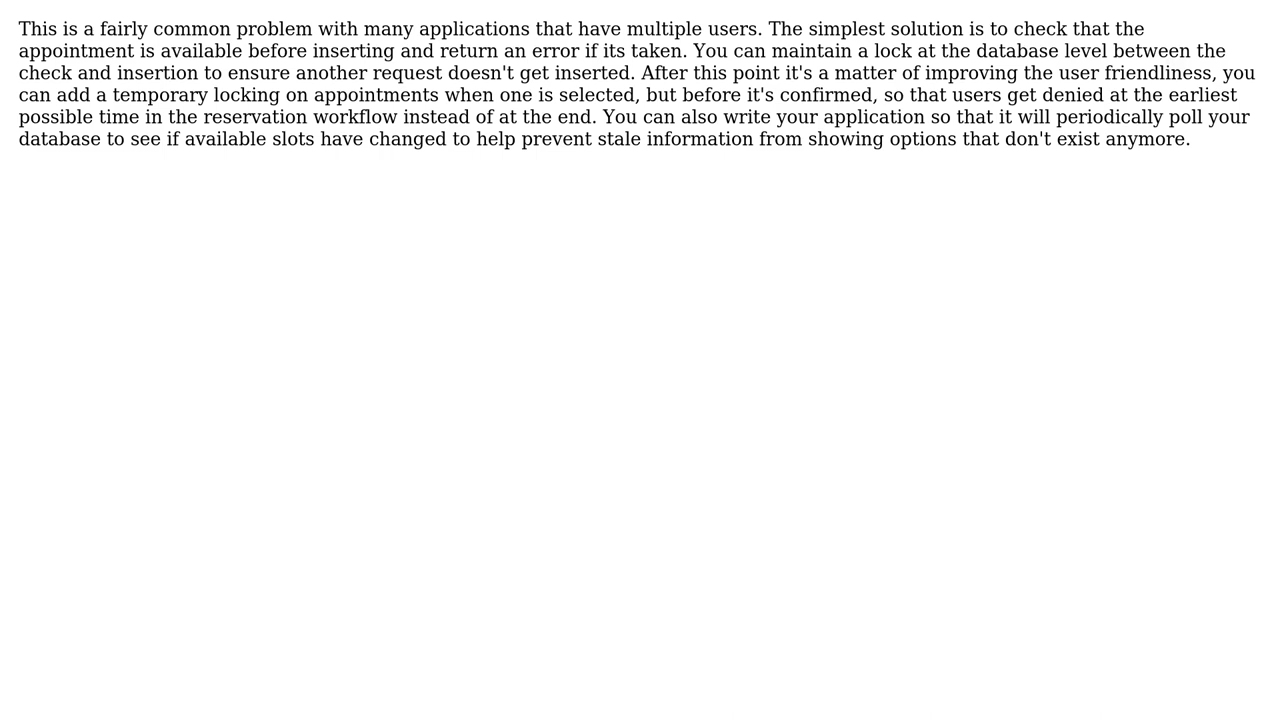 This is a fairly common problem with many applications that have multiple users. The simplest solution is to check that the
appointment is available before inserting and return an error if its taken. You can maintain a lock at the database level between the
check and insertion to ensure another request doesn't get inserted. After this point it's a matter of improving the user friendliness, you
can add a temporary locking on appointments when one is selected, but before it's confirmed, so that users get denied at the earliest
possible time in the reservation workflow instead of at the end. You can also write your application so that it will periodically poll your
database to see if available slots have changed to help prevent stale information from showing options that don't exist anymore.